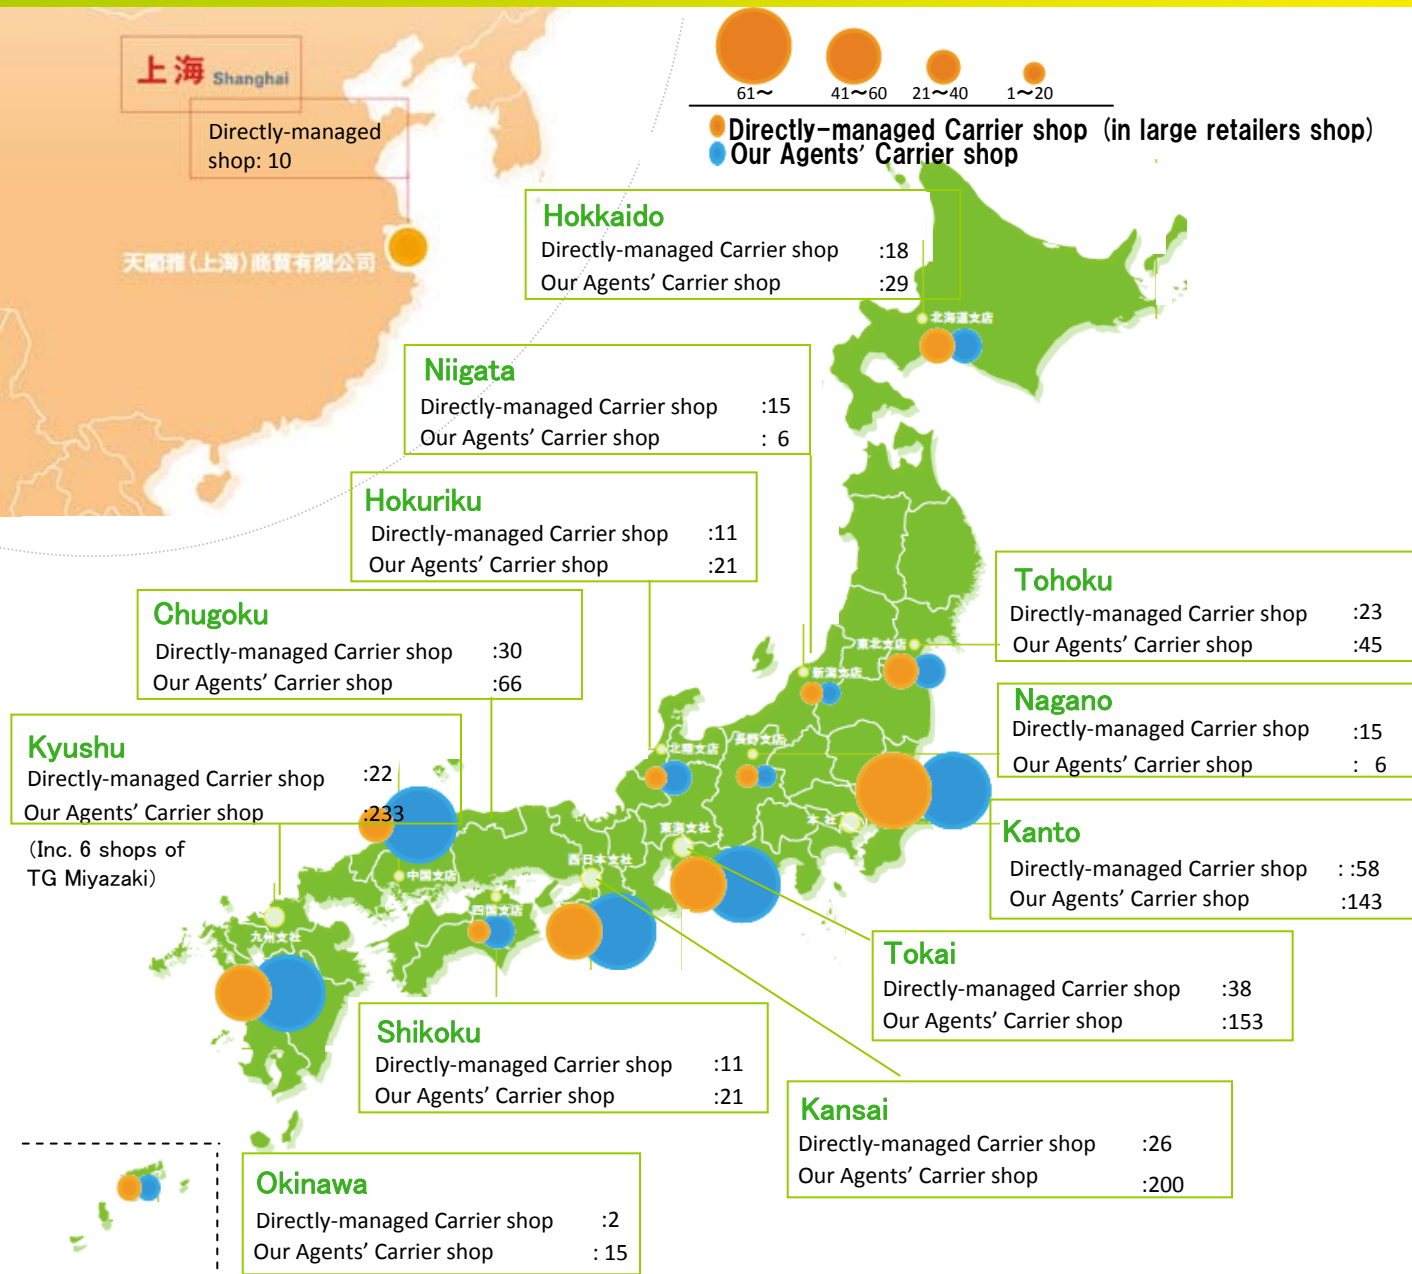 上海 Shanghai
Directly-managed
shop: 10
天閣雅(上海)商貿有限公司
61〜 41〜60 21〜40 1〜20
Directly-managed Carrier shop (in large retailers shop)
Our Agents' Carrier shop
Hokkaido
Directly-managed Carrier shop :18
Our Agents' Carrier shop :29
北海道支店
Niigata
Directly-managed Carrier shop :15
Our Agents' Carrier shop : 6
Hokuriku
Directly-managed Carrier shop :11
Our Agents' Carrier shop :21
Chugoku
Directly-managed Carrier shop :30
Our Agents' Carrier shop :66
Tohoku
Directly-managed Carrier shop :23
Our Agents' Carrier shop :45
東北支店
新潟支店
Nagano
Directly-managed Carrier shop :15
Our Agents' Carrier shop : 6
Kyushu
Directly-managed Carrier shop :22
Our Agents' Carrier shop :233
(Inc. 6 shops of
TG Miyazaki)
北陸支店
長野支店
本社
東海支社
西日本支社
中国支店
四国支店
九州支社
Kanto
Directly-managed Carrier shop : :58
Our Agents' Carrier shop :143
Tokai
Directly-managed Carrier shop :38
Our Agents' Carrier shop :153
Shikoku
Directly-managed Carrier shop :11
Our Agents' Carrier shop :21
Kansai
Directly-managed Carrier shop :26
Our Agents' Carrier shop :200
Okinawa
Directly-managed Carrier shop :2
Our Agents' Carrier shop : 15